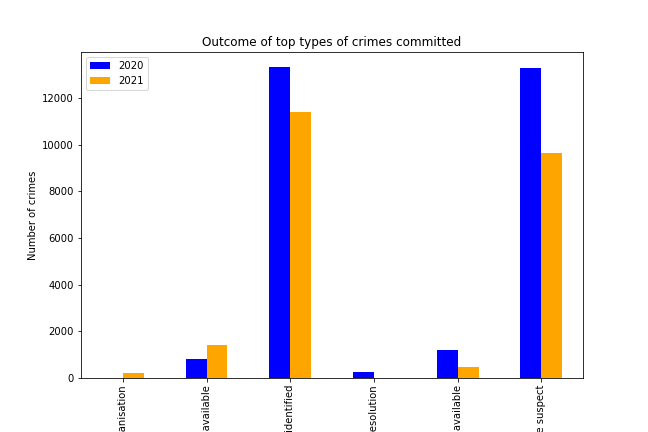 Outcome of top types of crimes committed
2020
2021
Number of crimes
12000
10000
8000
6000
4000
2000
0
anisation
available
identified
esolution
available
e suspect